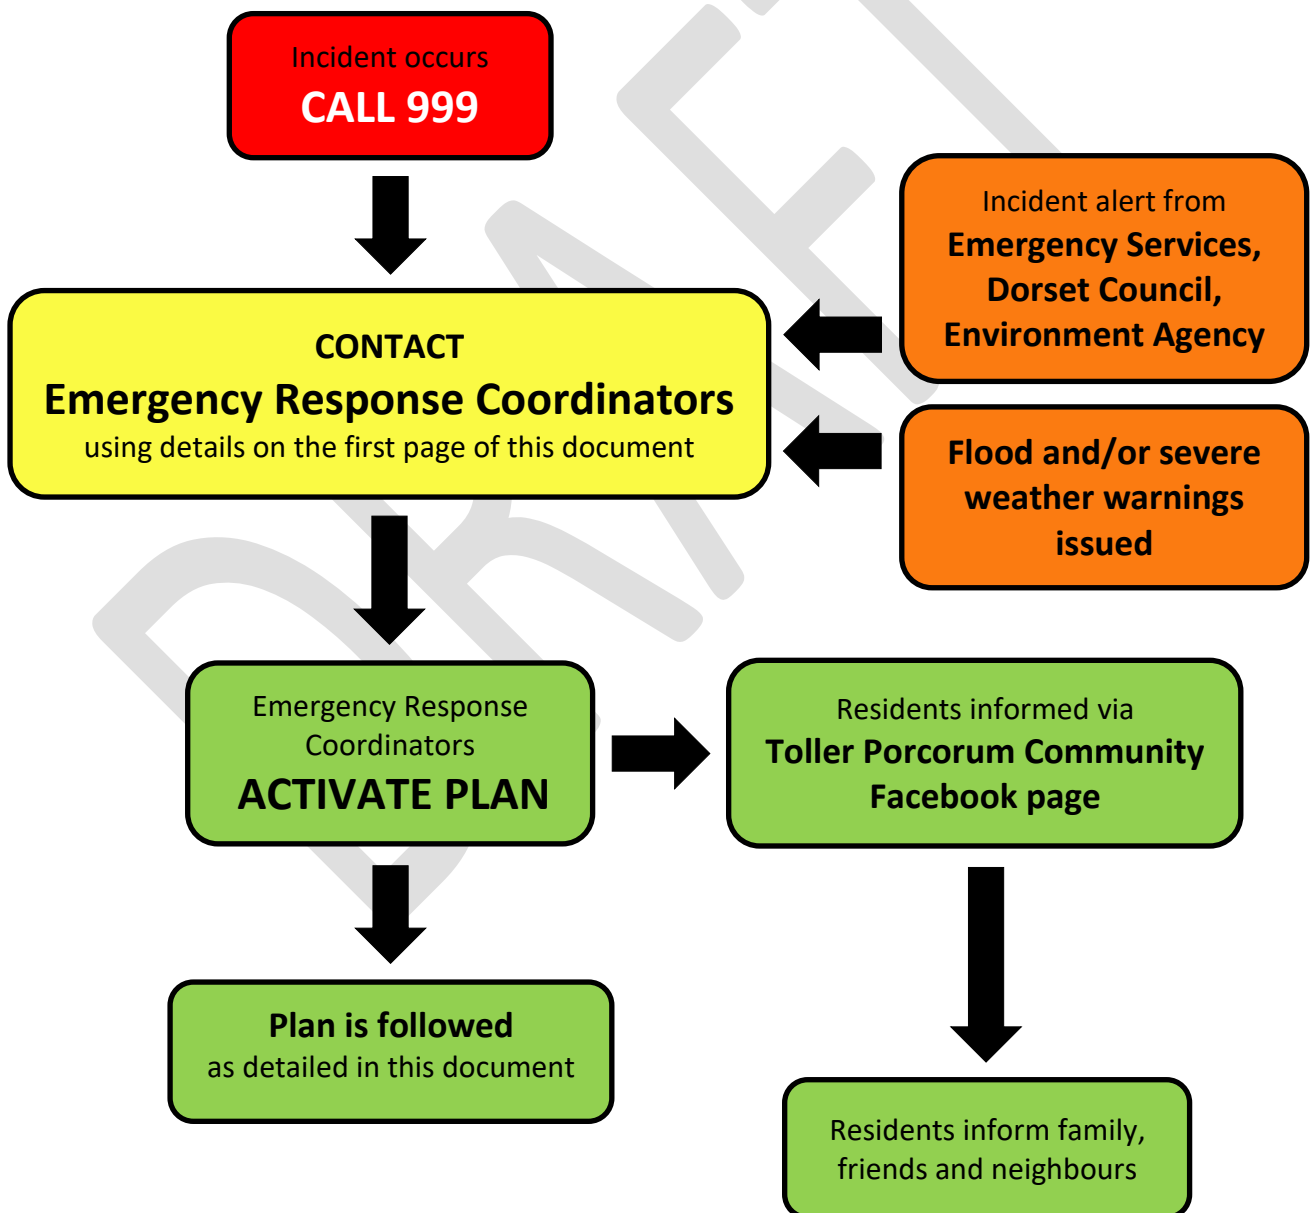 Incident occurs
CALL 999
Incident alert from
Emergency Services,
Dorset Council,
Environment Agency
CONTACT
Emergency Response Coordinators
using details on the first page of this document
Flood and/or severe
weather warnings
issued
Emergency Response
Coordinators
ACTIVATE PLAN
Residents informed via
Toller Porcorum Community
Facebook page
Plan is followed
as detailed in this document
Residents inform family,
friends and neighbours
DRAFT